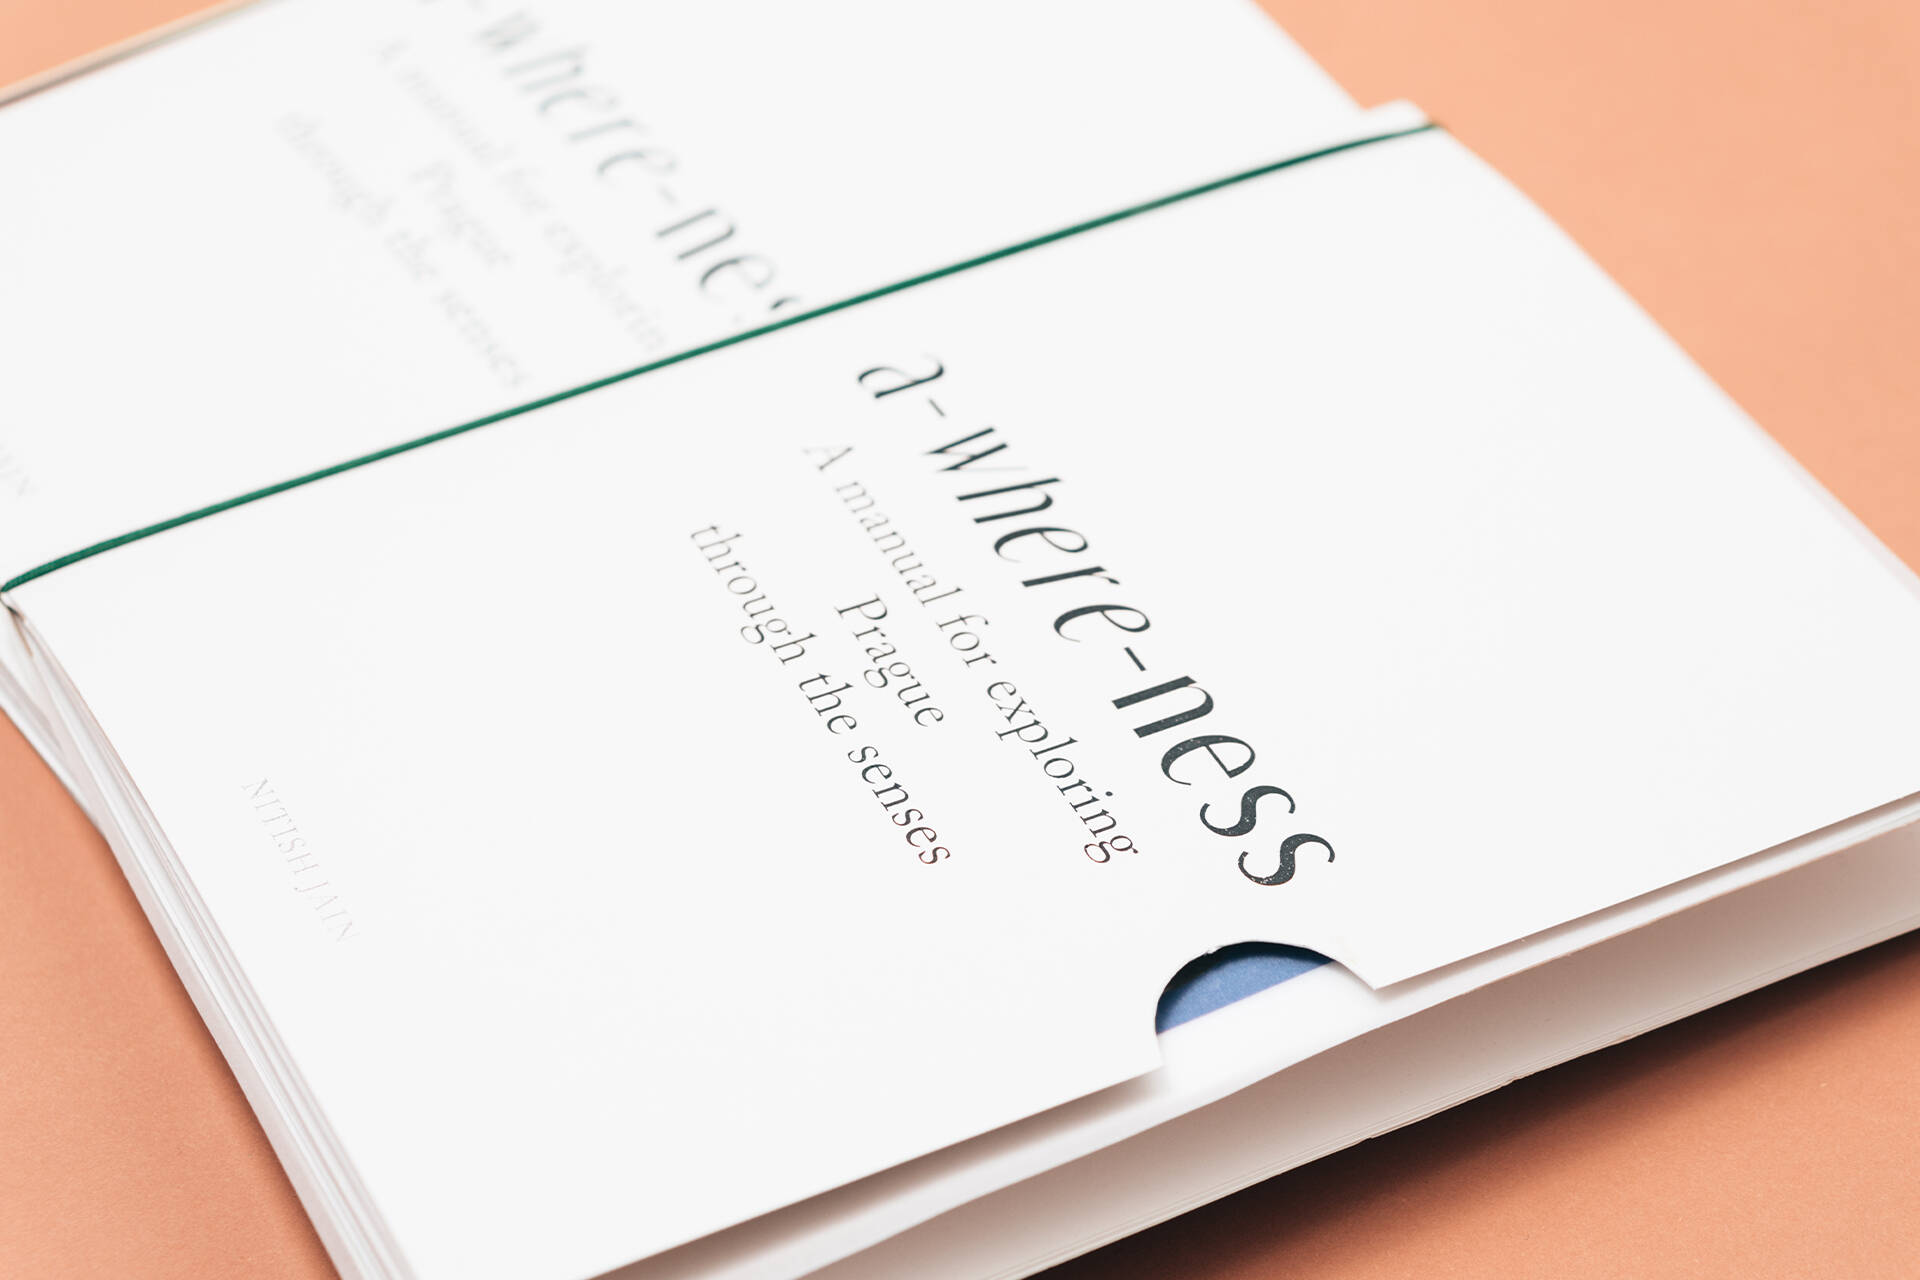 -where-nes
A manual for explorin
Prague
through the senses
JAIN
a-where-ness
A manual for exploring
Prague
through the senses
NITISH JAIN